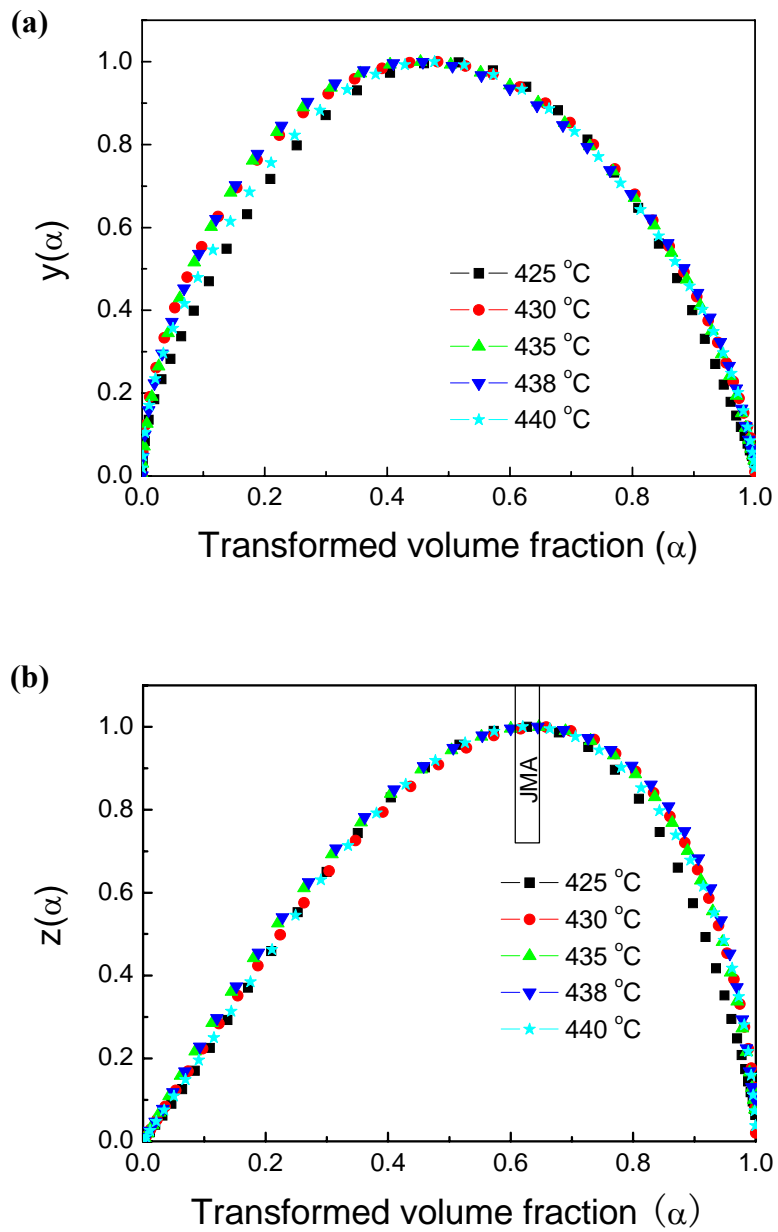 (a)
1.0
0.8
0.6
0.4
0.2
0.0
y(α)
425 °C
430 °C
435 °C
438 °C
440 °C
0.0 0.2 0.4 0.6 0.8 1.0
Transformed volume fraction (α)
(b)
1.0
0.8
0.6
0.4
0.2
0.0
z(α)
JMA
425 °C
430 °C
435 °C
438 °C
440 °C
0.0 0.2 0.4 0.6 0.8 1.0
Transformed volume fraction （α）